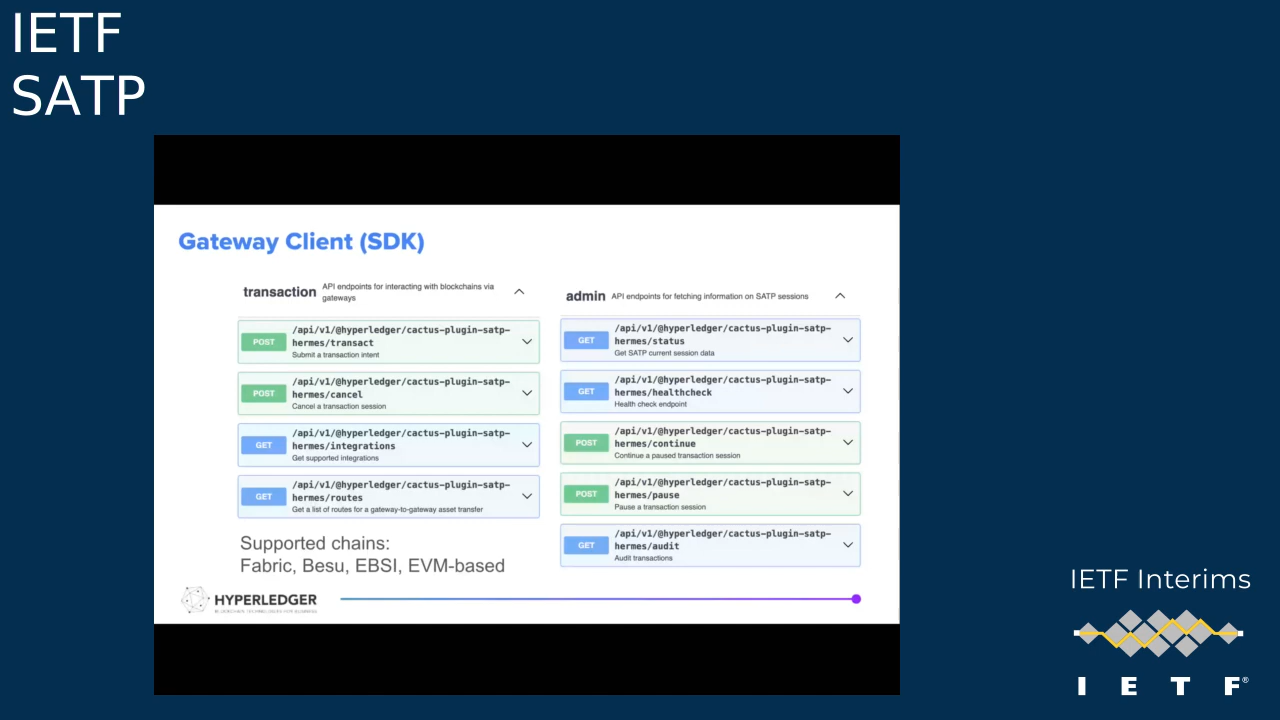 IETF
SATP
Gateway Client (SDK)
transaction API endpoints for interacting with blockchains via
gateways
POST /api/v1/@hyperledger/cactus-plugin-satp-
hermes/transact
Submit a transaction intent
POST /api/v1/@hyperledger/cactus-plugin-satp-
hermes/cancel
Cancel a transaction session
GET /api/v1/@hyperledger/cactus-plugin-satp-
hermes/integrations
Get supported integrations
GET /api/v1/@hyperledger/cactus-plugin-satp-
hermes/routes
Get a list of routes for a gateway-to-gateway asset transfer
Supported chains:
Fabric, Besu, EBSI, EVM-based
admin API endpoints for fetching information on SATP sessions
GET /api/v1/@hyperledger/cactus-plugin-satp-
hermes/status
Get SATP current session data
GET /api/v1/@hyperledger/cactus-plugin-satp-
hermes/healthcheck
Health check endpoint
POST /api/v1/@hyperledger/cactus-plugin-satp-
hermes/continue
Continue a paused transaction session
POST /api/v1/@hyperledger/cactus-plugin-satp-
hermes/pause
Pause a transaction session
GET /api/v1/@hyperledger/cactus-plugin-satp-
hermes/audit
Audit transactions
HYPERLEDGER
IETF Interims
I E T F®